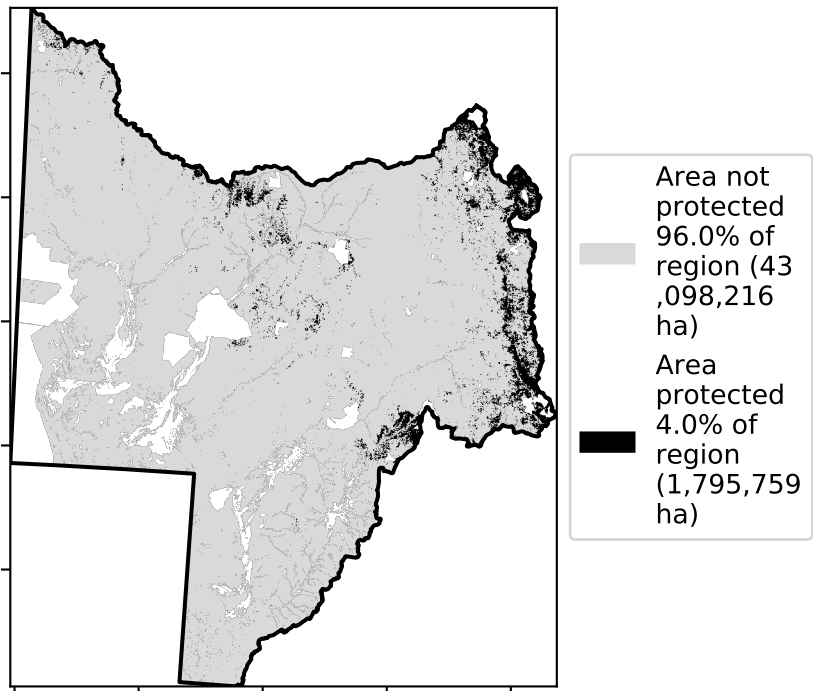 Area not
protected
96.0% of
region (43
,098,216
ha)
Area
protected
4.0% of
region
(1,795,759
ha)